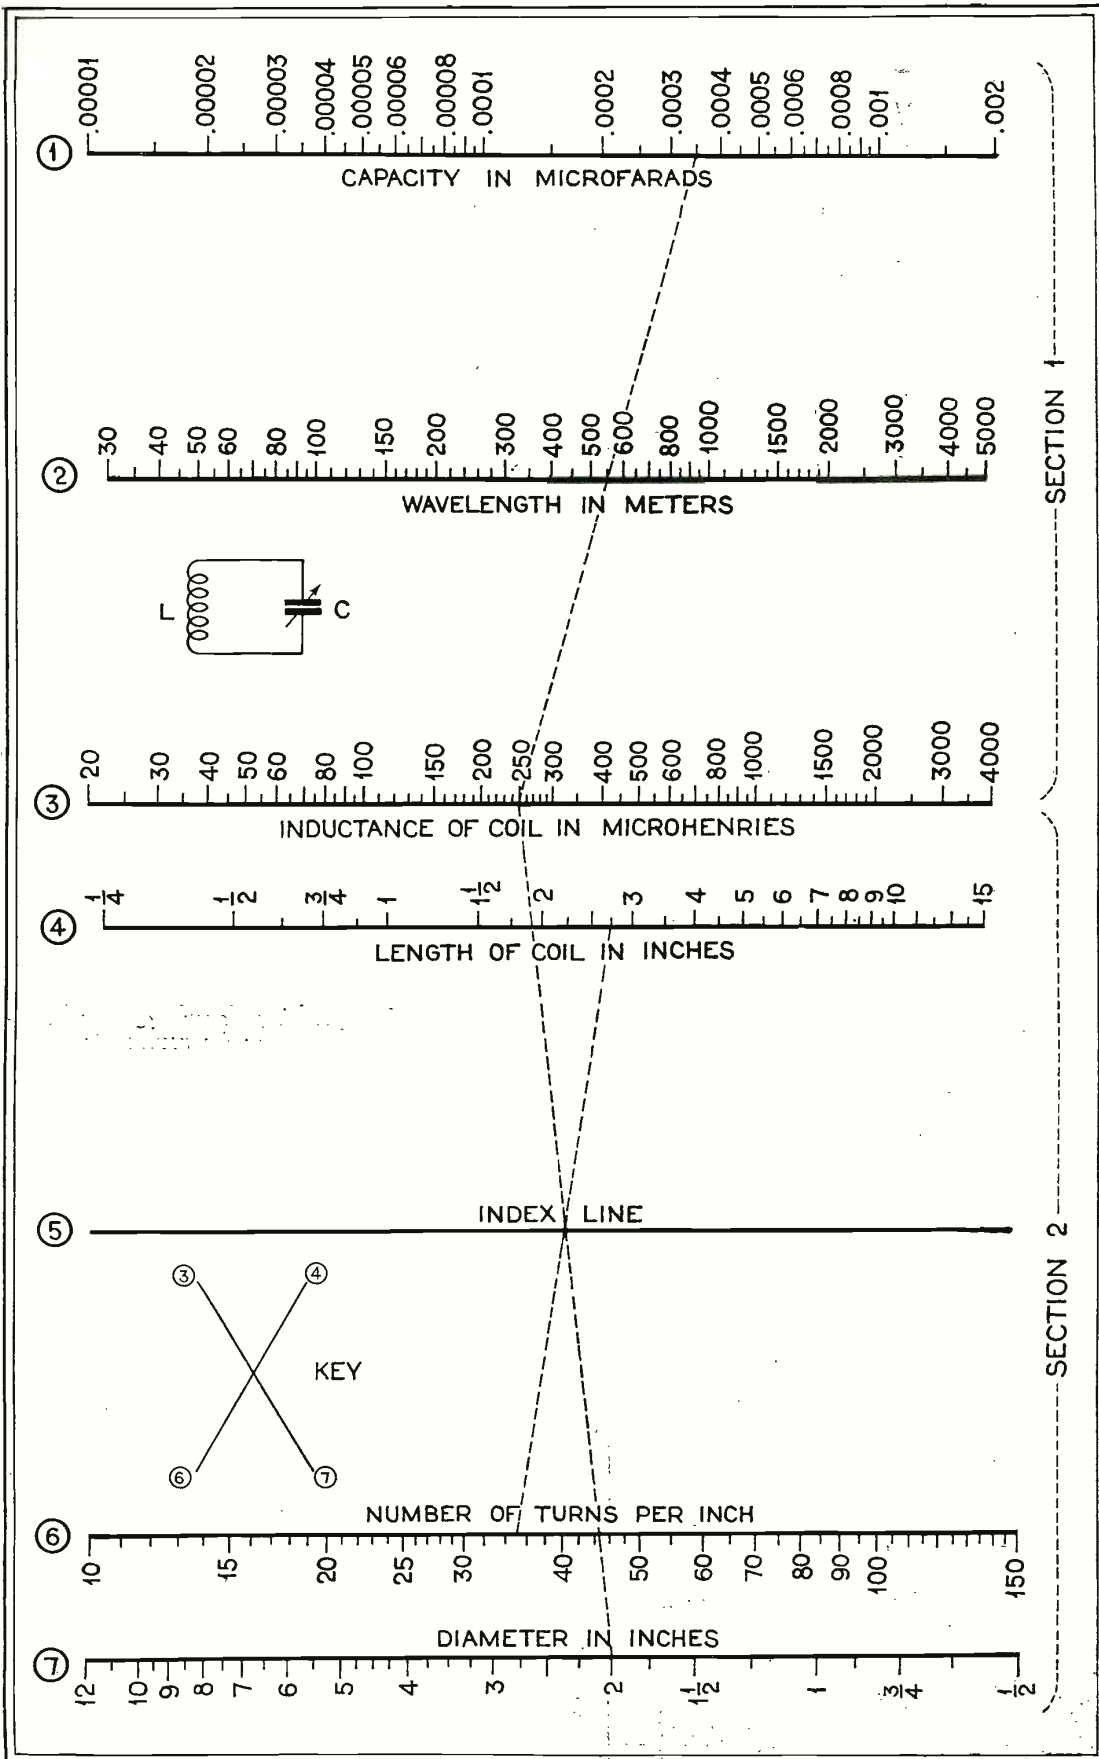 .00001 .00002 .00003 .00004 .00005 .00006 .00008 .0001 .0002 .0003 .0004 .0005 .0006 .0008 .001 .002
1
CAPACITY IN MICROFARADS
SECTION 1
30 40 50 60 80 100 150 200 300 400 500 600 800 1000 1500 2000 3000 4000 5000
2
WAVELENGTH IN METERS
L C
20 30 40 50 60 80 100 150 200 250 300 400 500 600 800 1000 1500 2000 3000 4000
3
INDUCTANCE OF COIL IN MICROHENRIES
1/4 1/2 3/4 1 1 1/2 2 3 4 5 6 7 8 9 10 15
4
LENGTH OF COIL IN INCHES
INDEX LINE
5
SECTION 2
3 4
KEY
6 7
NUMBER OF TURNS PER INCH
6
10 15 20 25 30 40 50 60 70 80 90 100 150
DIAMETER IN INCHES
7
12 10 9 8 7 6 5 4 3 2 1 1/2 1 3/4 1/2